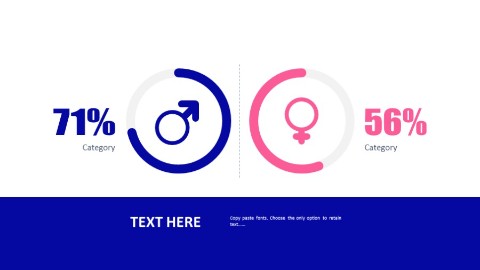 71%
Category
56%
Category
TEXT HERE
Copy paste fonts. Choose the only option to retain
text.....